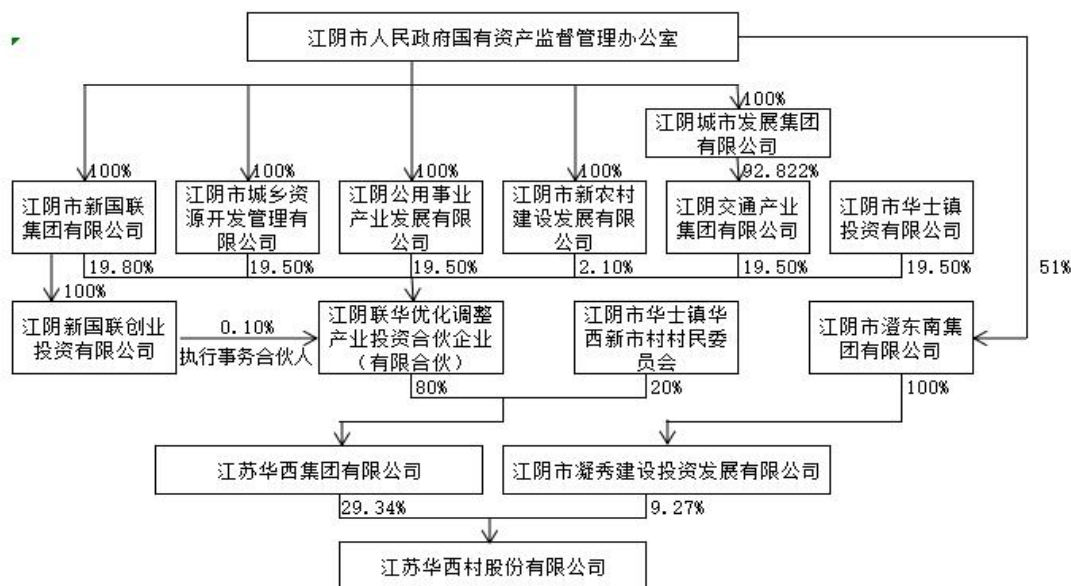 江阴市人民政府国有资产监督管理办公室
100%
江阴城市发展集团
有限公司
100%
100%
100%
100%
92.822%
江阴市新国联
集团有限公司
江阴市城乡资
源开发管理有
限公司
江阴公用事业
产业发展有限
公司
江阴市新农村
建设发展有限
公司
江阴交通产业
集团有限公司
江阴市华士镇
投资有限公司
19.80%
19.50%
19.50%
2.10%
19.50%
19.50%
51%
100%
江阴新国联创业
投资有限公司
0.10%
执行事务合伙人
江阴联华优化调整
产业投资合伙企业
（有限合伙）
江阴市华士镇华
西新市村村民委
员会
江阴市澄东南集
团有限公司
80%
20%
100%
江苏华西集团有限公司
江阴市凝秀建设投资发展有限公司
29.34%
9.27%
江苏华西村股份有限公司